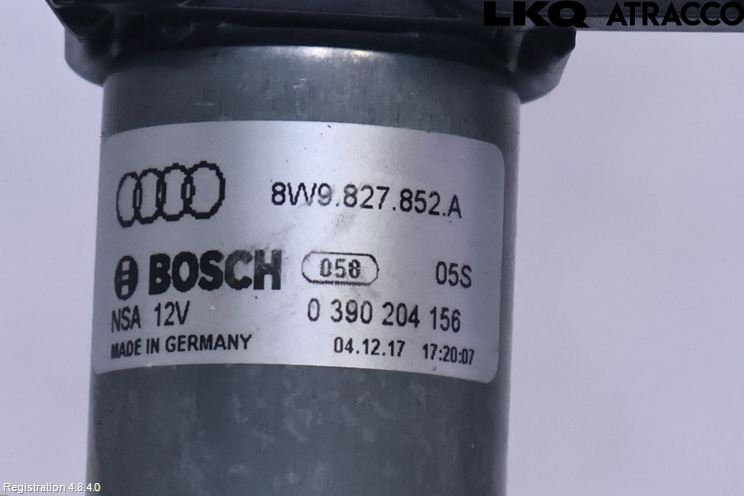 LKQ ATRACCO
8W9.827.852.A
BOSCH 058 05S
NSA 12V 0 390 204 156
MADE IN GERMANY 04.12.17 17:20:07
Registration 4.8.4.0